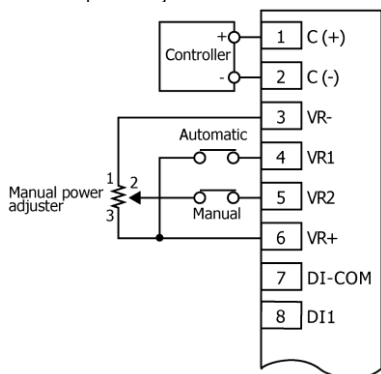 + 1 C (+)
Controller
- 2 C (-)
3 VR-
Automatic
4 VR1
1 2
Manual power
adjuster
5 VR2
Manual
3
6 VR+
7 DI-COM
8 DI1